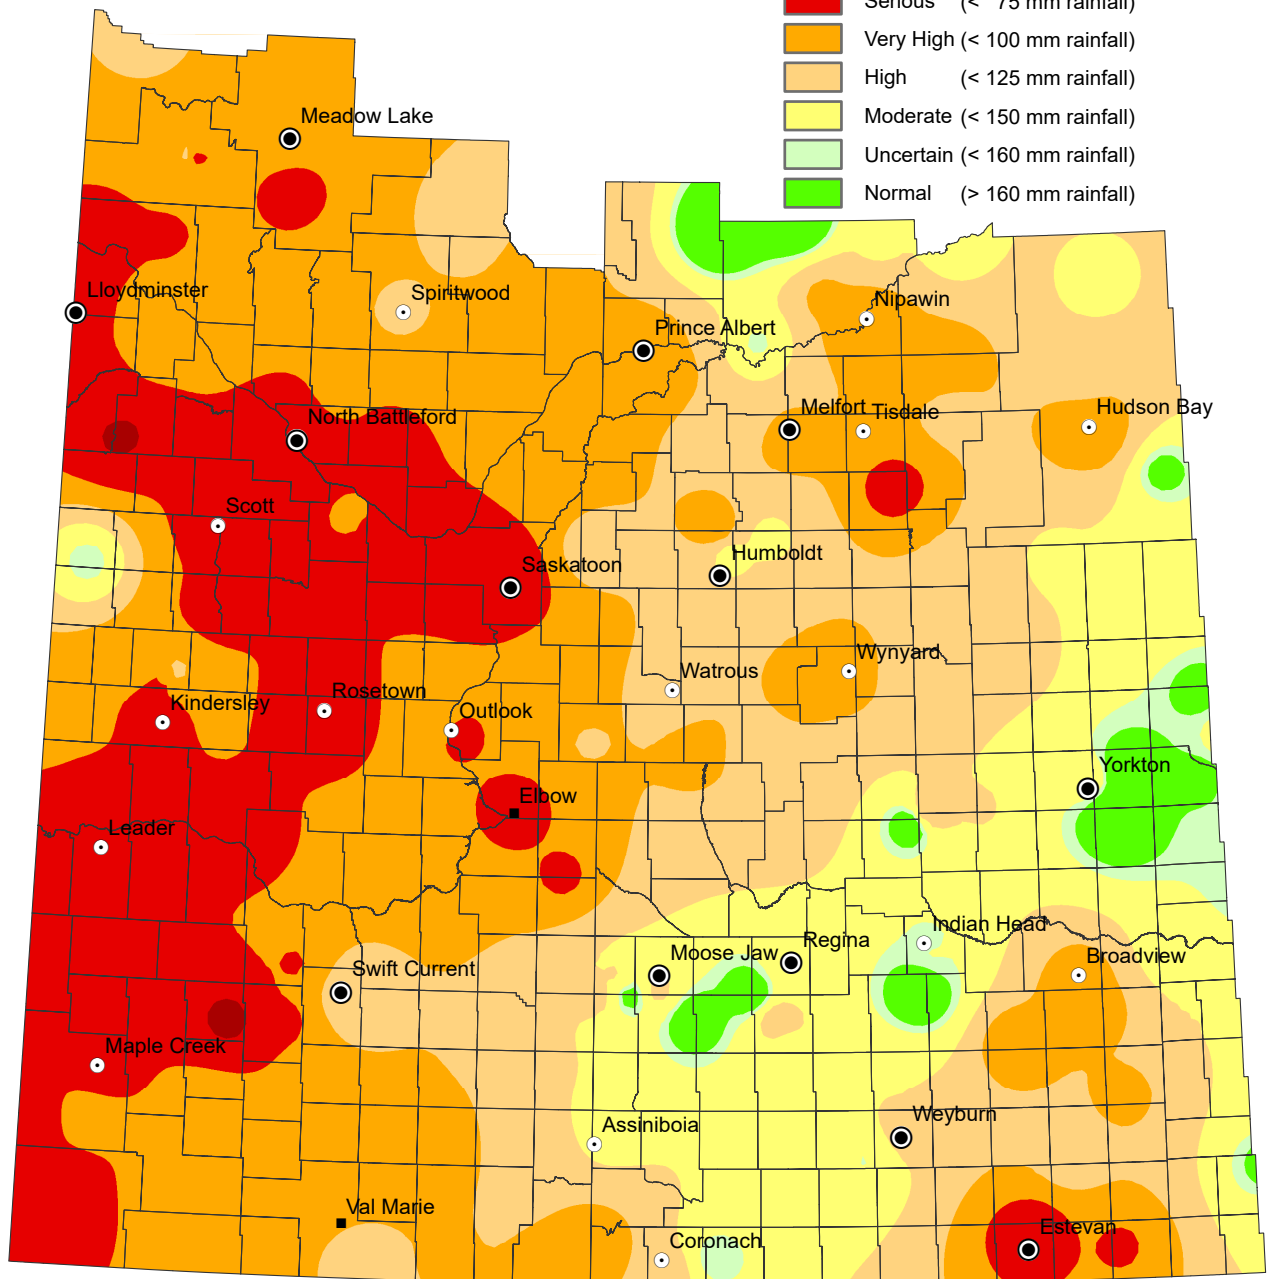 Serious (< 75 mm rainfall)
Very High (< 100 mm rainfall)
High (< 125 mm rainfall)
Moderate (< 150 mm rainfall)
Uncertain (< 160 mm rainfall)
Normal (> 160 mm rainfall)
Meadow Lake
Lloydminster
Spiritwood
Nipawin
Prince Albert
North Battleford
Melfort
Tisdale
Hudson Bay
Scott
Saskatoon
Humboldt
Kindersley
Rosetown
Outlook
Watrous
Wynyard
Yorkton
Elbow
Leader
Indian Head
Swift Current
Moose Jaw
Regina
Broadview
Maple Creek
Assiniboia
Weyburn
Val Marie
Coronach
Estevan